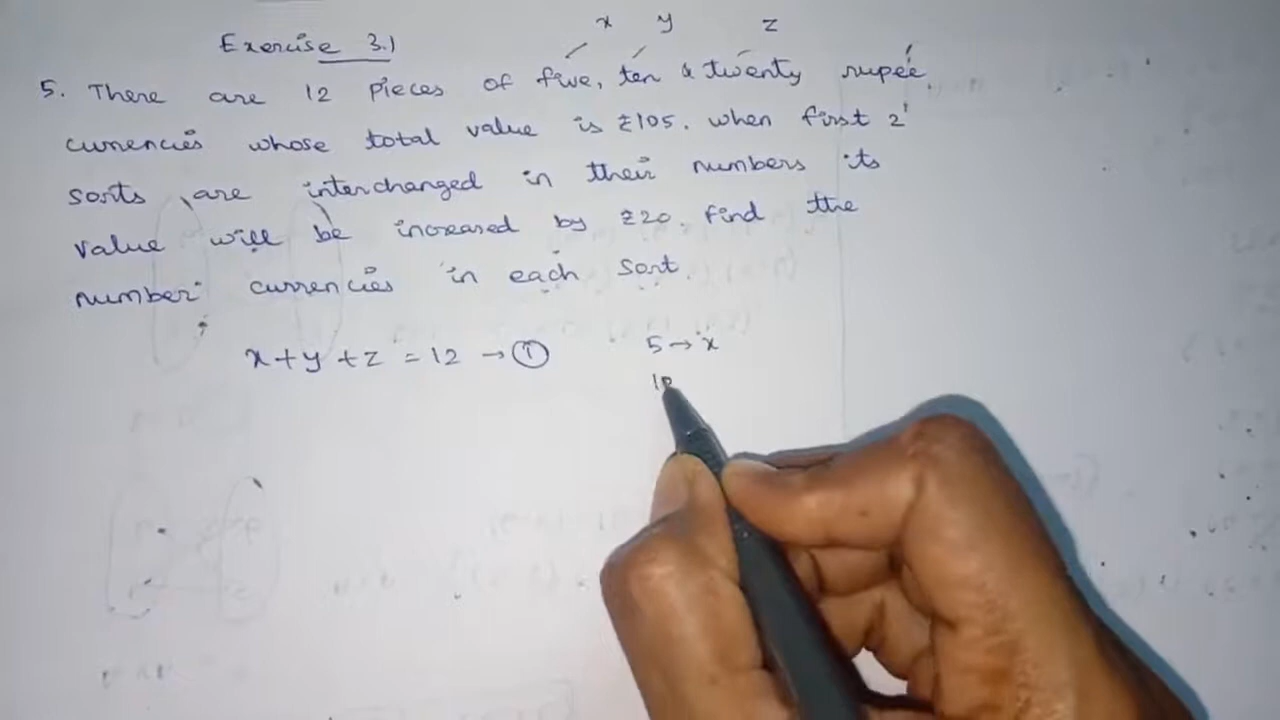 x y z
Exercise 3.1
5. There are 12 pieces of five, ten & twenty rupee
currencies whose total value is ₹105. when first 2
sorts are interchanged in their numbers its
value will be increased by ₹20. Find the
number currencies in each sort.
x + y + z = 12 → ①
5 → x
10